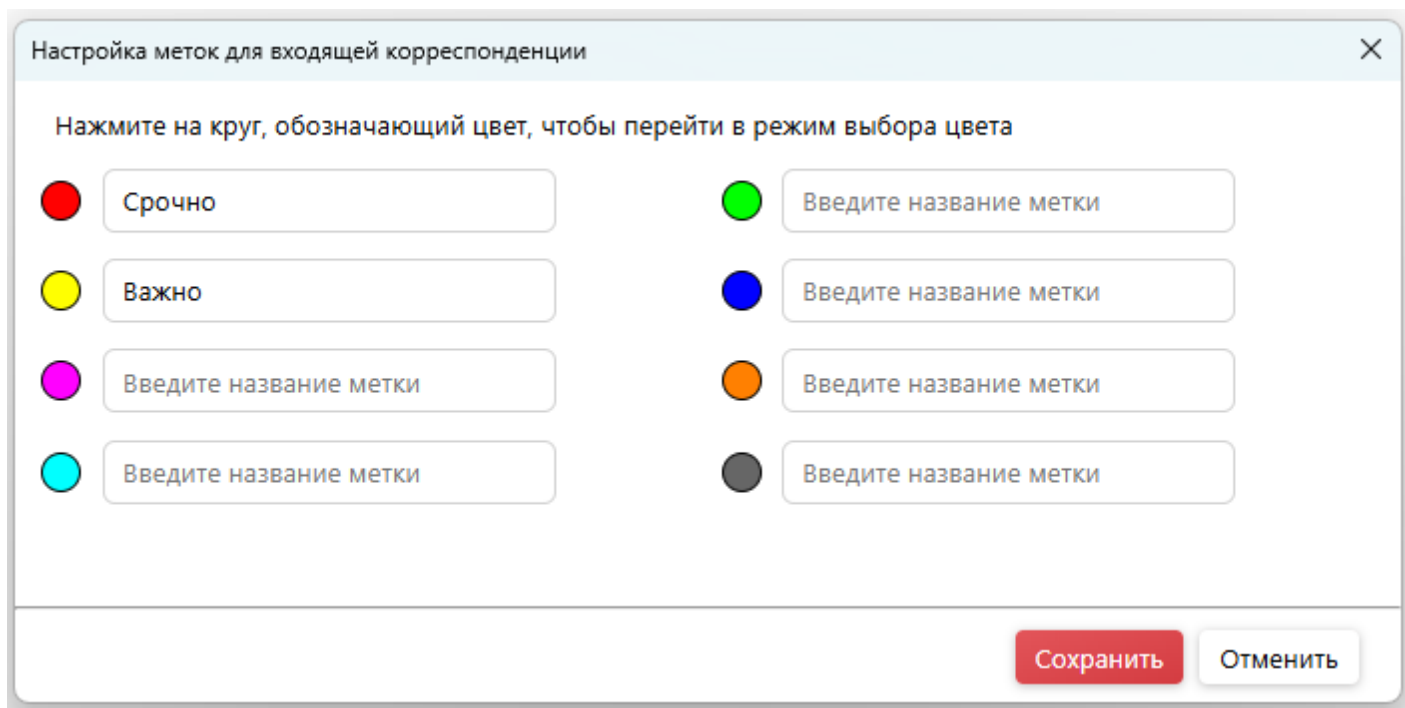 Настройка меток для входящей корреспонденции
Нажмите на круг, обозначающий цвет, чтобы перейти в режим выбора цвета
Срочно
Введите название метки
Важно
Введите название метки
Введите название метки
Введите название метки
Введите название метки
Введите название метки
Сохранить
Отменить